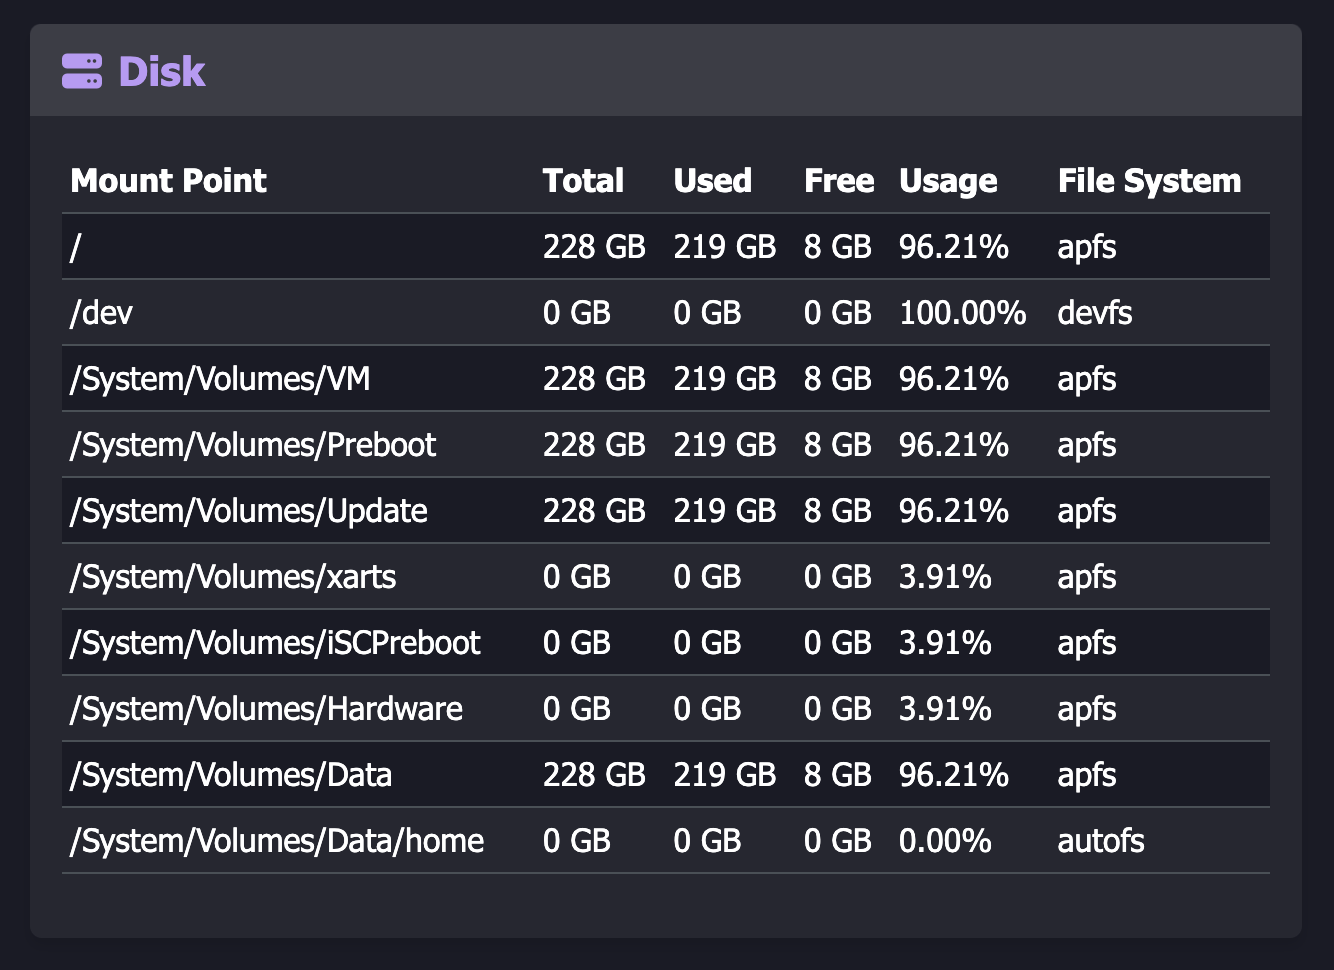 Disk
Mount Point Total Used Free Usage File System
/ 228 GB 219 GB 8 GB 96.21% apfs
/dev 0 GB 0 GB 0 GB 100.00% devfs
/System/Volumes/VM 228 GB 219 GB 8 GB 96.21% apfs
/System/Volumes/Preboot 228 GB 219 GB 8 GB 96.21% apfs
/System/Volumes/Update 228 GB 219 GB 8 GB 96.21% apfs
/System/Volumes/xarts 0 GB 0 GB 0 GB 3.91% apfs
/System/Volumes/iSCPreboot 0 GB 0 GB 0 GB 3.91% apfs
/System/Volumes/Hardware 0 GB 0 GB 0 GB 3.91% apfs
/System/Volumes/Data 228 GB 219 GB 8 GB 96.21% apfs
/System/Volumes/Data/home 0 GB 0 GB 0 GB 0.00% autofs